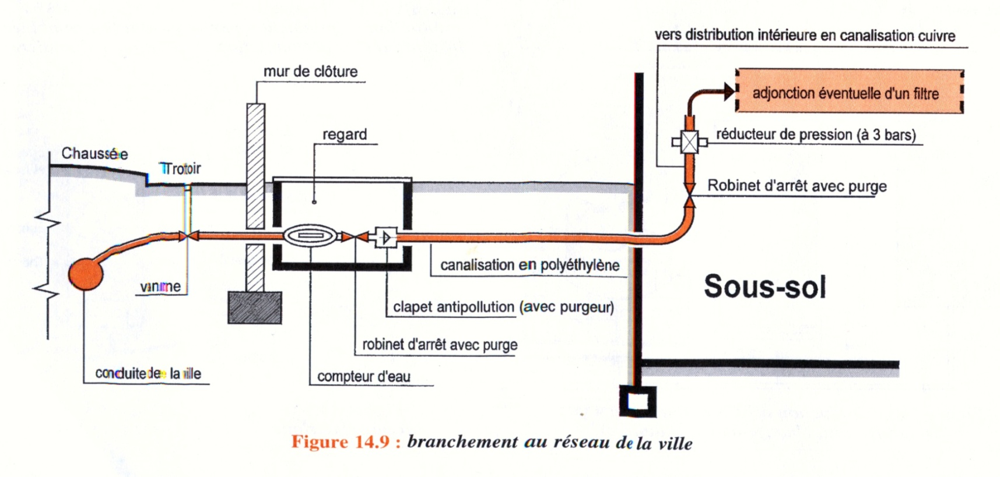 vers distribution intérieure en canalisation cuivre
mur de clôture
adjonction éventuelle d'un filtre
regard
réducteur de pression (à 3 bars)
Chaussée
Trotoir
Robinet d'arrêt avec purge
canalisation en polyéthylène
vanne
Sous-sol
clapet antipollution (avec purgeur)
robinet d'arrêt avec purge
conduite de la ville
compteur d'eau
Figure 14.9 : branchement au réseau de la ville